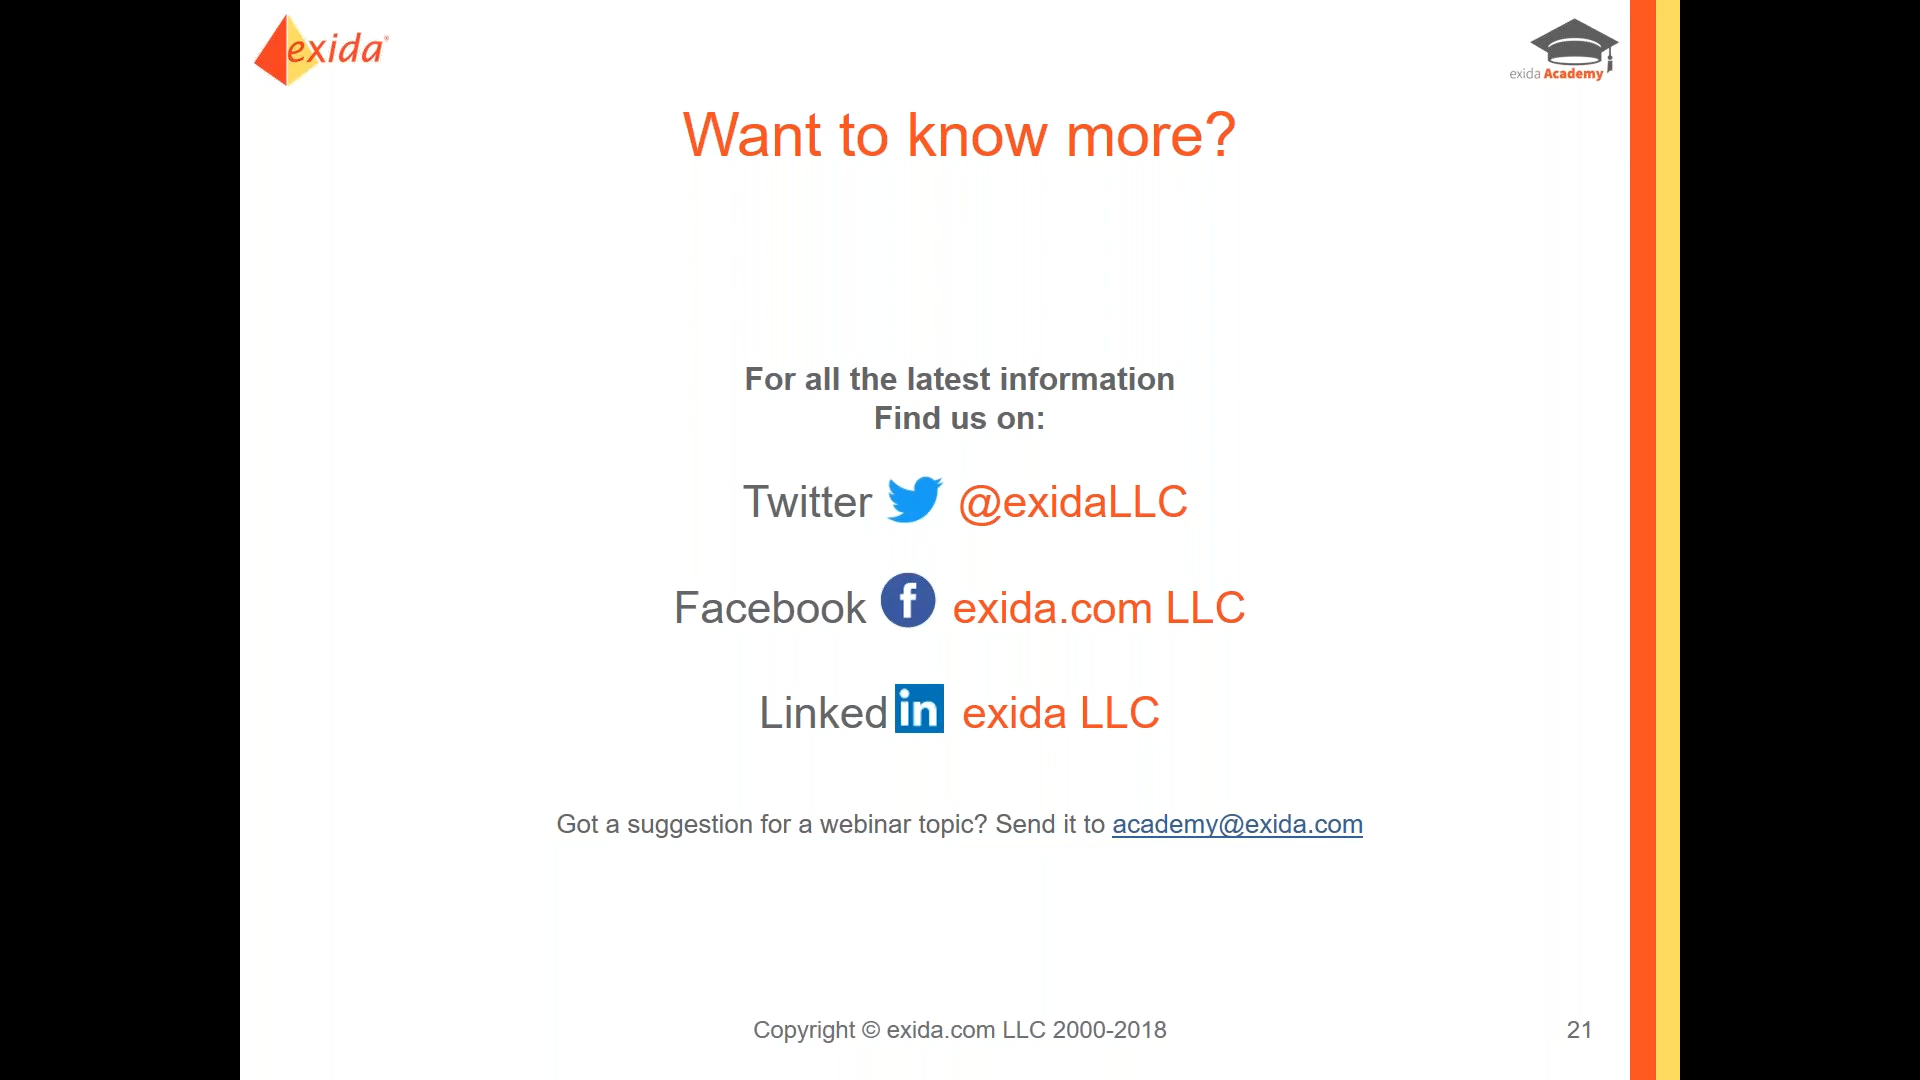 exida®
exida Academy
Want to know more?
For all the latest information
Find us on:
Twitter @exidaLLC
Facebook f exida.com LLC
Linked in exida LLC
Got a suggestion for a webinar topic? Send it to academy@exida.com
Copyright © exida.com LLC 2000-2018
21